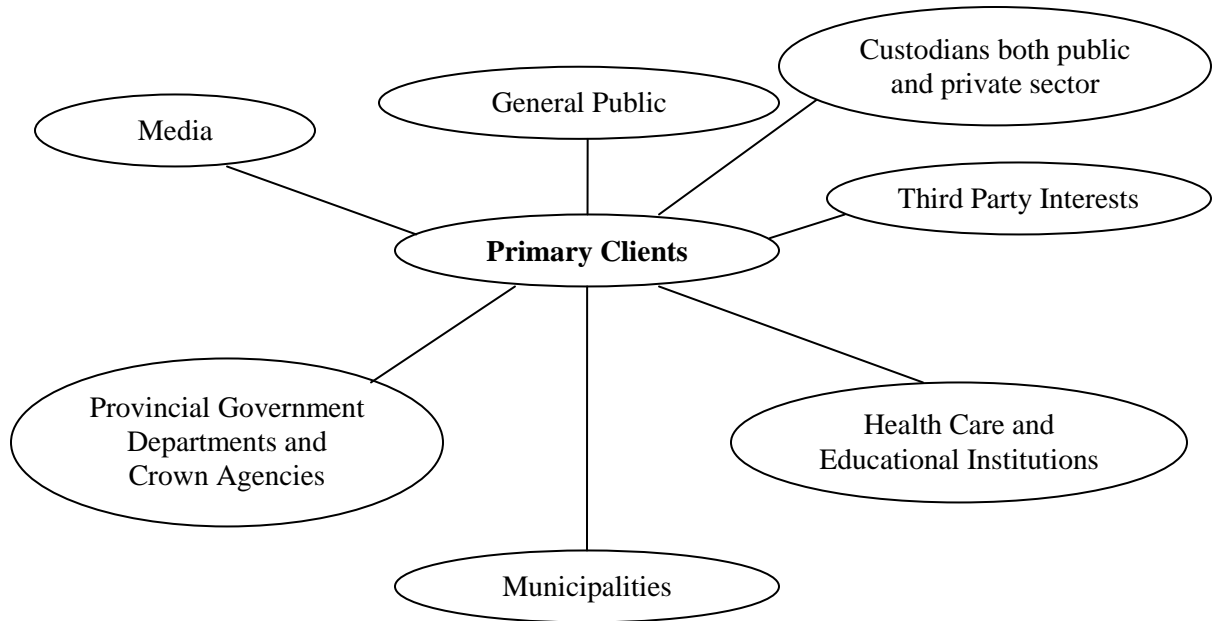 Custodians both public
and private sector
General Public
Media
Third Party Interests
Primary Clients
Provincial Government
Departments and
Crown Agencies
Health Care and
Educational Institutions
Municipalities